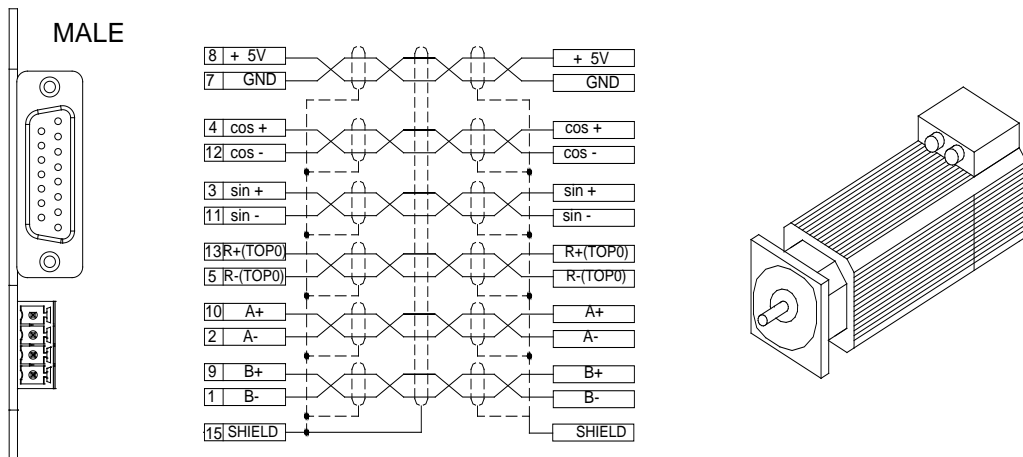 MALE
8 + 5V + 5V
7 GND GND
4 cos + cos +
12 cos - cos -
3 sin + sin +
11 sin - sin -
13 R+(TOP0) R+(TOP0)
5 R-(TOP0) R-(TOP0)
10 A+ A+
2 A- A-
9 B+ B+
1 B- B-
15 SHIELD SHIELD